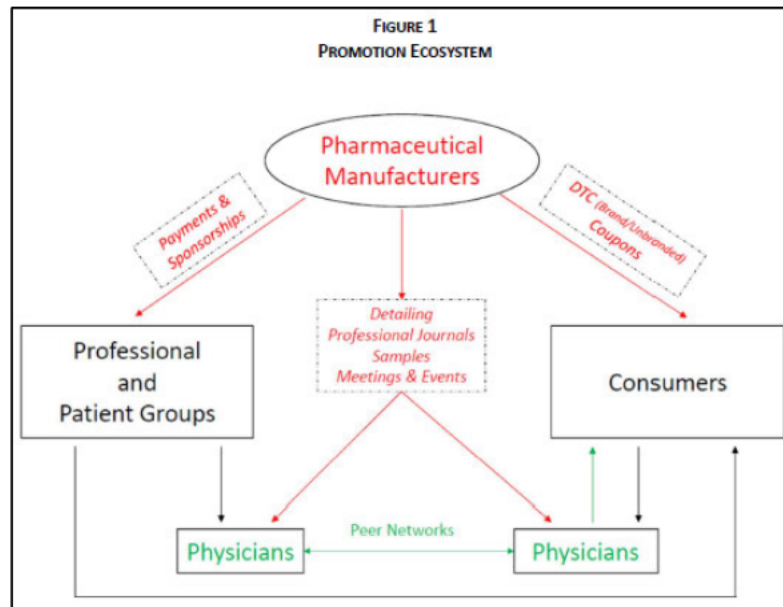 FIGURE 1
PROMOTION ECOSYSTEM
Pharmaceutical
Manufacturers
Payments &
Sponsorships
DTC (Brand/Unbranded)
Coupons
Detailing
Professional Journals
Samples
Meetings & Events
Professional
and
Patient Groups
Consumers
Physicians
Peer Networks
Physicians